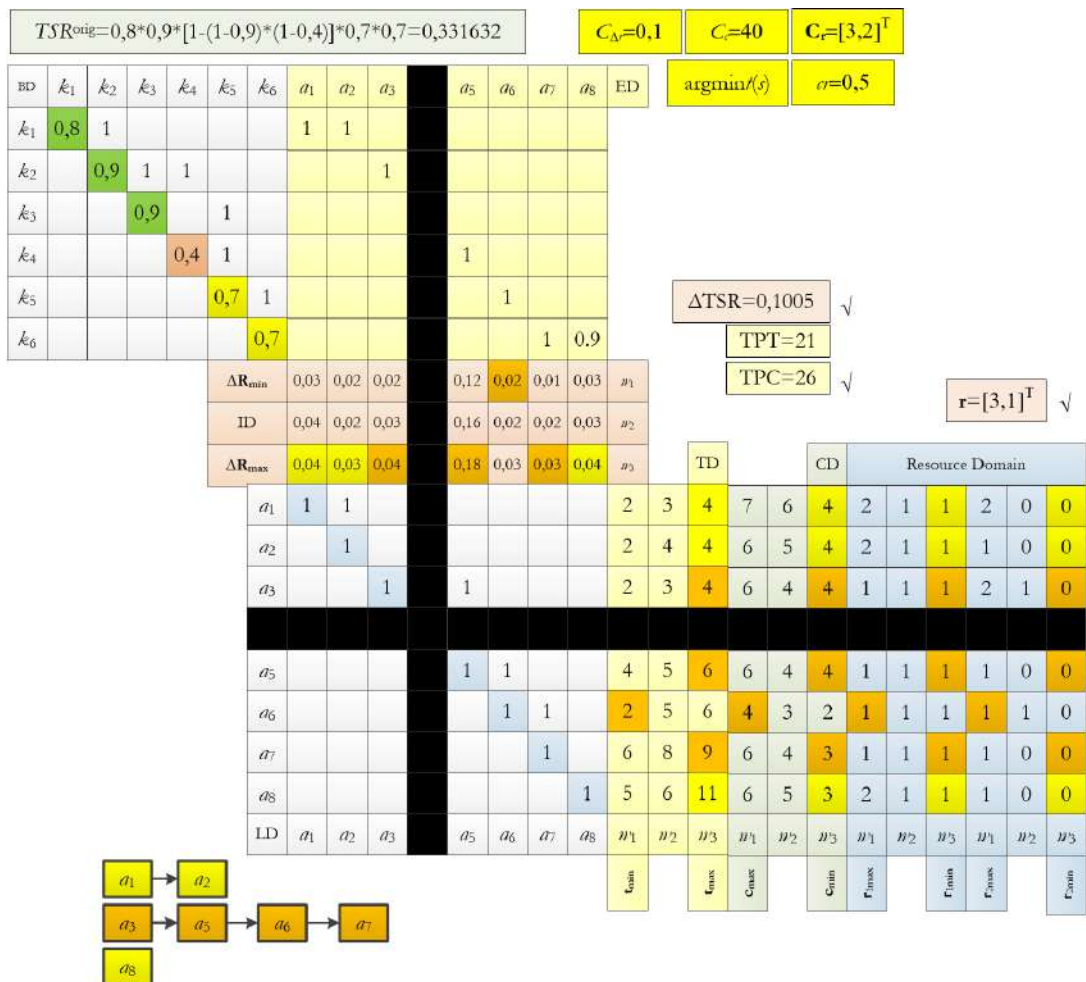 TSRorig=0,8*0,9*[1-(1-0,9)*(1-0,4)]*0,7*0,7=0,331632
CΔr=0,1 Cc=40 Cr=[3,2]T
argmint(s) cr=0,5
BD k1 k2 k3 k4 k5 k6 a1 a2 a3 a5 a6 a7 a8 ED
k1 0,8 1 1 1
k2 0,9 1 1 1
k3 0,9 1
k4 0,4 1 1
k5 0,7 1 1
k6 0,7 1 0.9
ΔTSR=0,1005 √
TPT=21
TPC=26 √
r=[3,1]T √
ΔRmin 0,03 0,02 0,02 0,12 0,02 0,01 0,03 w1
ID 0,04 0,02 0,03 0,16 0,02 0,02 0,03 w2
ΔRmax 0,04 0,03 0,04 0,18 0,03 0,03 0,04 w3 TD CD Resource Domain
a1 1 1 2 3 4 7 6 4 2 1 1 2 0 0
a2 1 2 4 4 6 5 4 2 1 1 1 0 0
a3 1 1 2 3 4 6 4 4 1 1 1 2 1 0
a5 1 1 4 5 6 6 4 4 1 1 1 1 0 0
a6 1 1 2 5 6 4 3 2 1 1 1 1 1 0
a7 1 6 8 9 6 4 3 1 1 1 1 0 0
a8 1 5 6 11 6 5 3 2 1 1 1 0 0
LD a1 a2 a3 a5 a6 a7 a8 w1 w2 w3 w1 w2 w3 w1 w2 w3 w1 w2 w3
tmin tmax cmax cmin r1min r2max r2min
a1 a2
a3 a5 a6 a7
a8